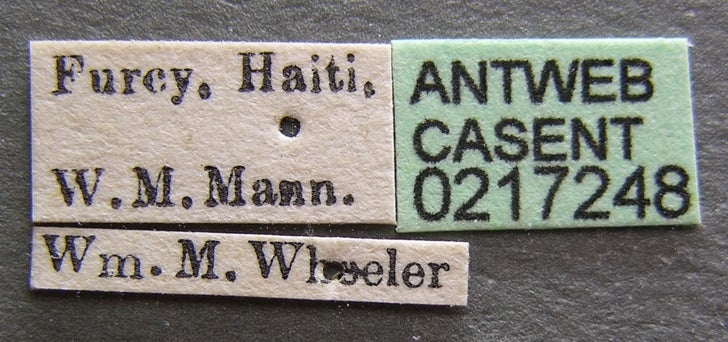 Furcy, Haiti,
W. M. Mann.
Wm. M. Wheeler
ANTWEB
CASENT
0217248